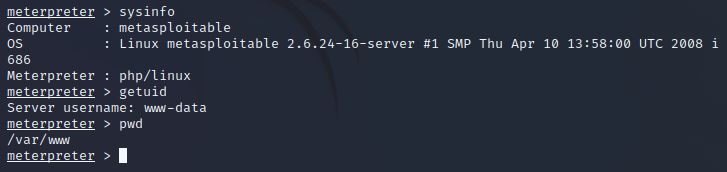 meterpreter > sysinfo
Computer    : metasploitable
OS          : Linux metasploitable 2.6.24-16-server #1 SMP Thu Apr 10 13:58:00 UTC 2008 i
686
Meterpreter : php/linux
meterpreter > getuid
Server username: www-data
meterpreter > pwd
/var/www
meterpreter >